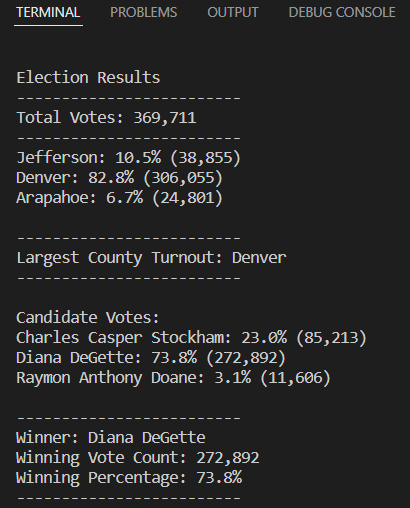 TERMINAL PROBLEMS OUTPUT DEBUG CONSOLE
Election Results
-------------------------
Total Votes: 369,711
-------------------------
Jefferson: 10.5% (38,855)
Denver: 82.8% (306,055)
Arapahoe: 6.7% (24,801)
-------------------------
Largest County Turnout: Denver
-------------------------
Candidate Votes:
Charles Casper Stockham: 23.0% (85,213)
Diana DeGette: 73.8% (272,892)
Raymon Anthony Doane: 3.1% (11,606)
-------------------------
Winner: Diana DeGette
Winning Vote Count: 272,892
Winning Percentage: 73.8%
-------------------------